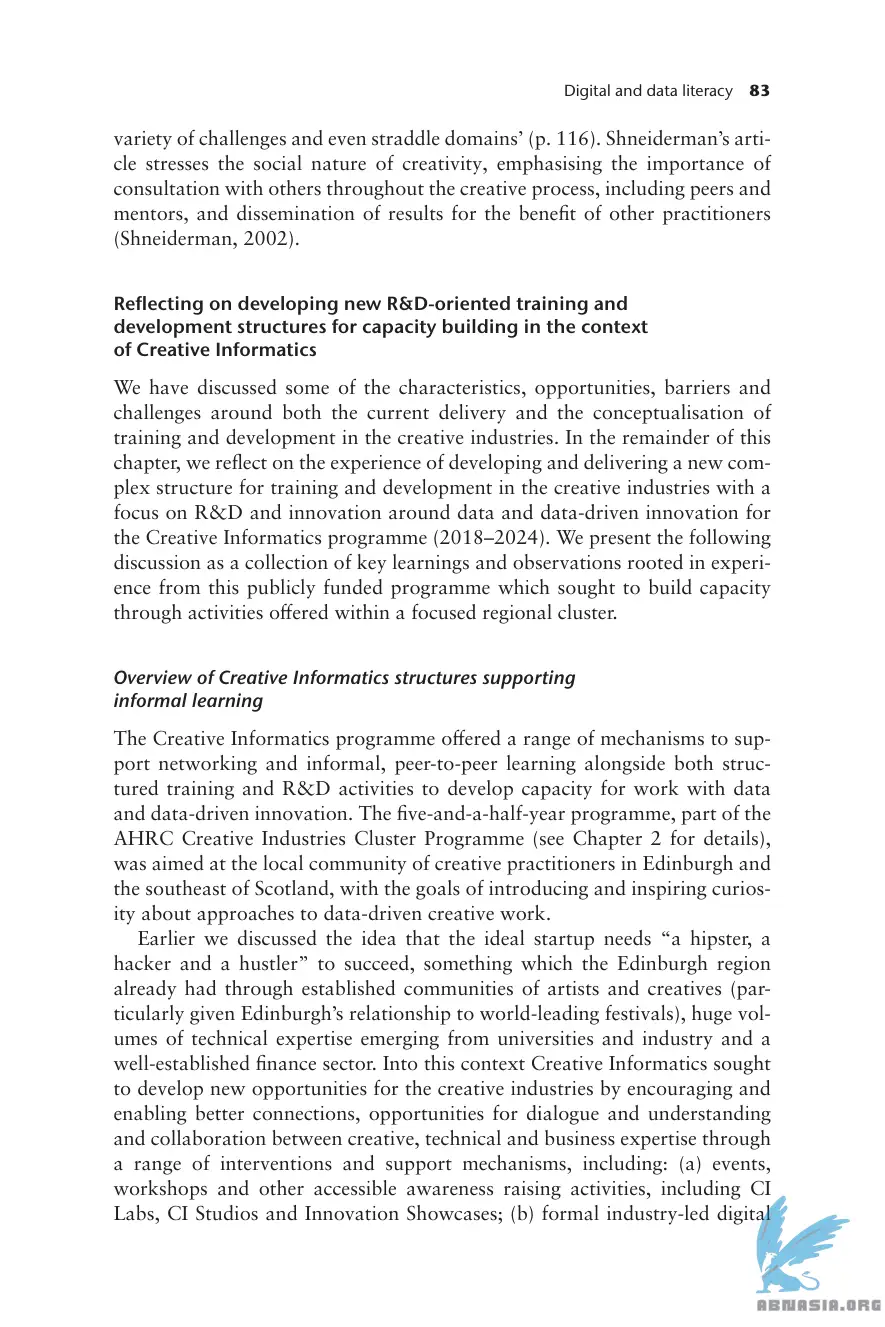 Digital and data literacy 83
variety of challenges and even straddle domains’ (p. 116). Shneiderman’s arti-
cle stresses the social nature of creativity, emphasising the importance of
consultation with others throughout the creative process, including peers and
mentors, and dissemination of results for the benefit of other practitioners
(Shneiderman, 2002).
Reflecting on developing new R&D-oriented training and
development structures for capacity building in the context
of Creative Informatics
We have discussed some of the characteristics, opportunities, barriers and
challenges around both the current delivery and the conceptualisation of
training and development in the creative industries. In the remainder of this
chapter, we reflect on the experience of developing and delivering a new com-
plex structure for training and development in the creative industries with a
focus on R&D and innovation around data and data-driven innovation for
the Creative Informatics programme (2018–2024). We present the following
discussion as a collection of key learnings and observations rooted in experi-
ence from this publicly funded programme which sought to build capacity
through activities offered within a focused regional cluster.
Overview of Creative Informatics structures supporting
informal learning
The Creative Informatics programme offered a range of mechanisms to sup-
port networking and informal, peer-to-peer learning alongside both struc-
tured training and R&D activities to develop capacity for work with data
and data-driven innovation. The five-and-a-half-year programme, part of the
AHRC Creative Industries Cluster Programme (see Chapter 2 for details),
was aimed at the local community of creative practitioners in Edinburgh and
the southeast of Scotland, with the goals of introducing and inspiring curios-
ity about approaches to data-driven creative work.
Earlier we discussed the idea that the ideal startup needs “a hipster, a
hacker and a hustler” to succeed, something which the Edinburgh region
already had through established communities of artists and creatives (par-
ticularly given Edinburgh’s relationship to world-leading festivals), huge vol-
umes of technical expertise emerging from universities and industry and a
well-established finance sector. Into this context Creative Informatics sought
to develop new opportunities for the creative industries by encouraging and
enabling better connections, opportunities for dialogue and understanding
and collaboration between creative, technical and business expertise through
a range of interventions and support mechanisms, including: (a) events,
workshops and other accessible awareness raising activities, including CI
Labs, CI Studios and Innovation Showcases; (b) formal industry-led digital
ABNASIA.ORG